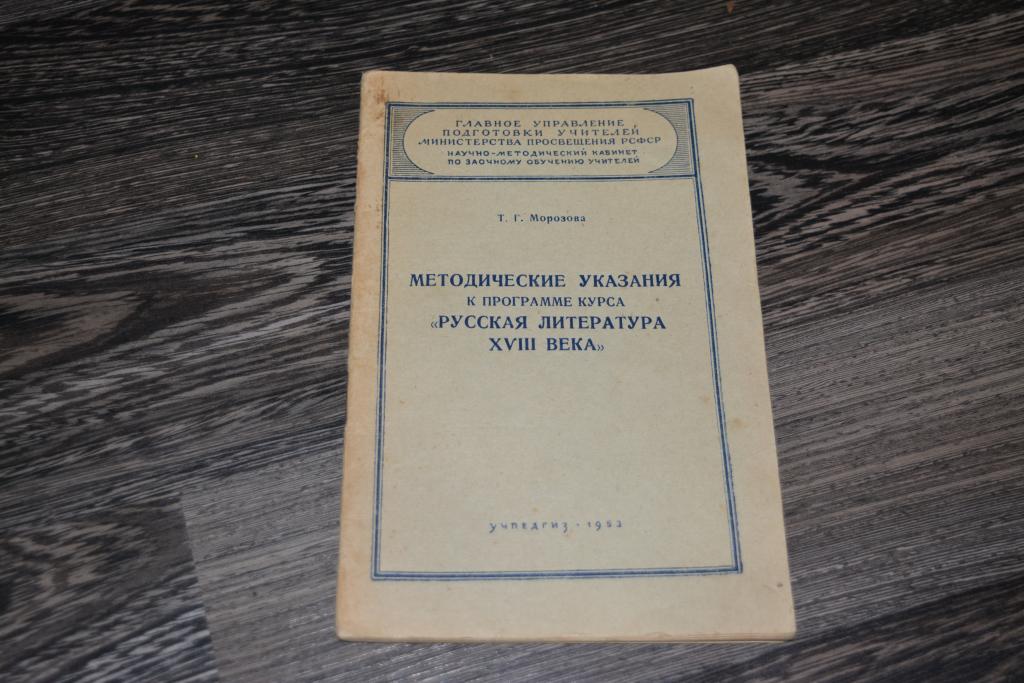 ГЛАВНОЕ УПРАВЛЕНИЕ
ПОДГОТОВКИ УЧИТЕЛЕЙ
МИНИСТЕРСТВА ПРОСВЕЩЕНИЯ РСФСР
НАУЧНО-МЕТОДИЧЕСКИЙ КАБИНЕТ
ПО ЗАОЧНОМУ ОБУЧЕНИЮ УЧИТЕЛЕЙ
Т. Г. Морозова
МЕТОДИЧЕСКИЕ УКАЗАНИЯ
К ПРОГРАММЕ КУРСА
«РУССКАЯ ЛИТЕРАТУРА
XVIII ВЕКА»
УЧПЕДГИЗ · 1953